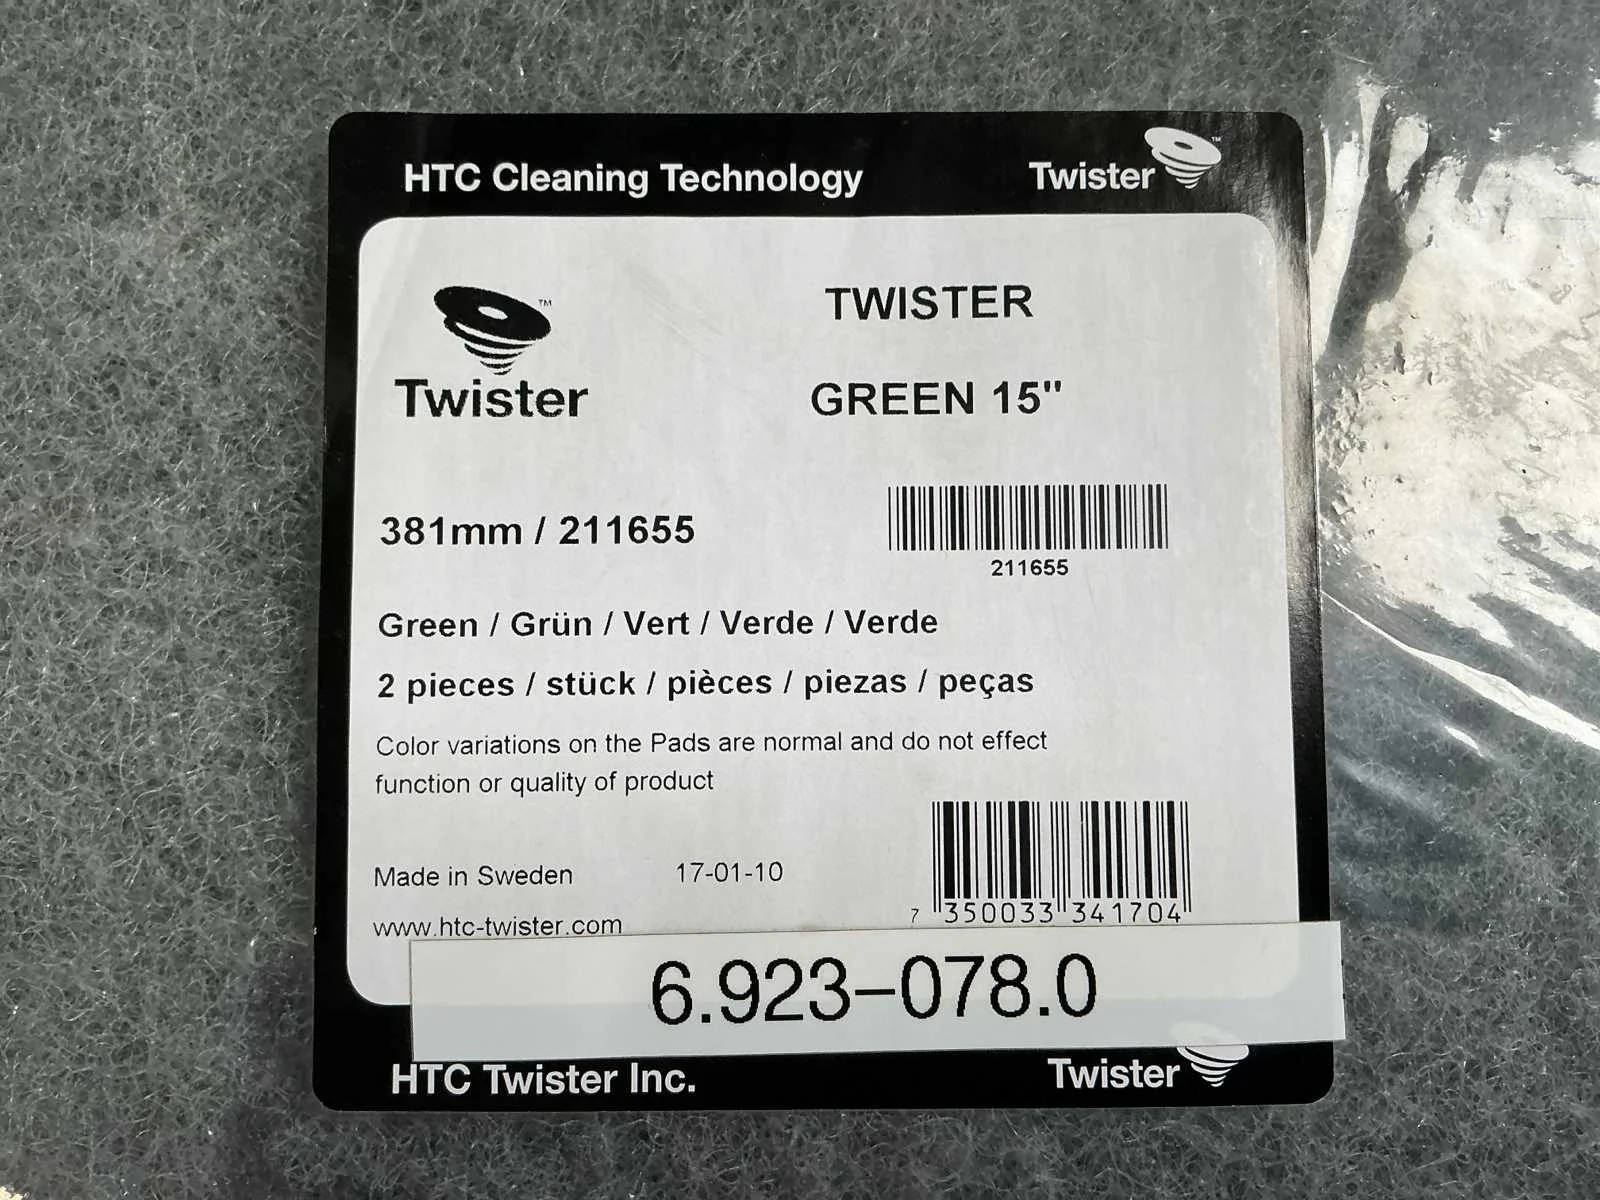 HTC Cleaning Technology
Twister™
Twister™
TWISTER
GREEN 15"
381mm / 211655
211655
Green / Grün / Vert / Verde / Verde
2 pieces / stück / pièces / piezas / peças
Color variations on the Pads are normal and do not effect
function or quality of product
Made in Sweden
17-01-10
7 350033 341704
www.htc-twister.com
6.923-078.0
HTC Twister Inc.
Twister